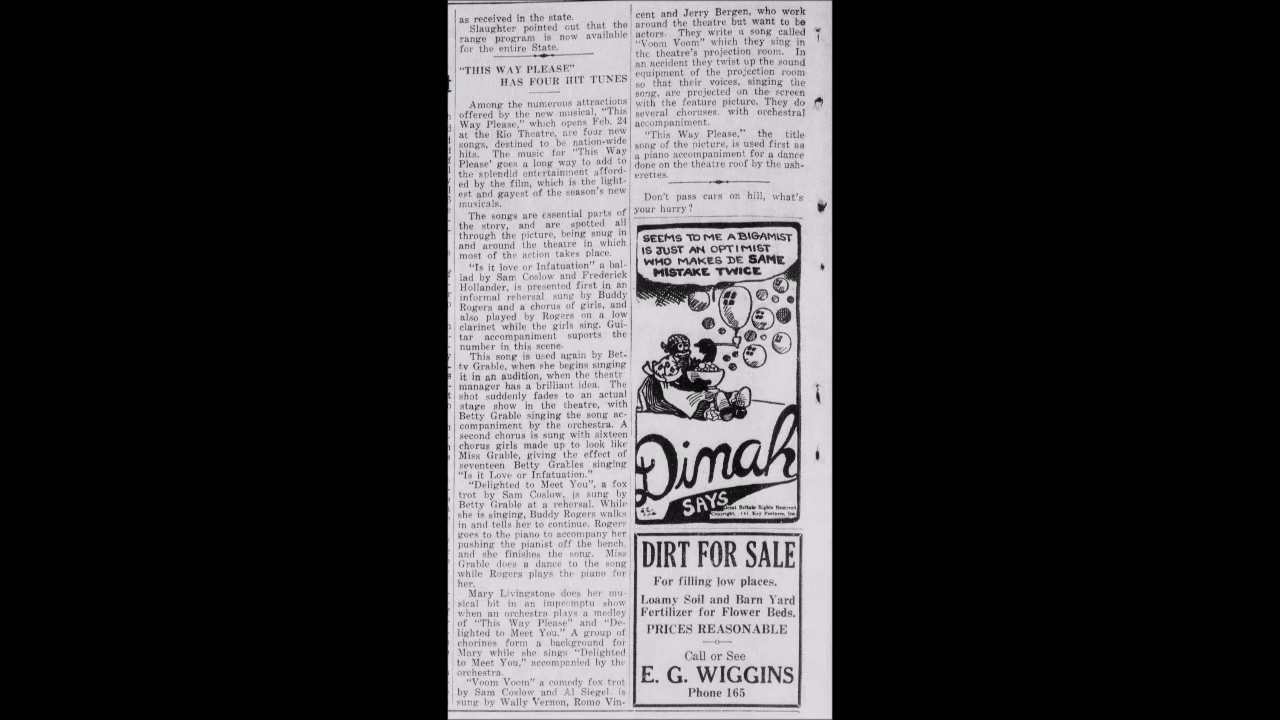 as received in the state.
Slaughter pointed out that the
range program is now available
for the entire State.
"THIS WAY PLEASE"
HAS FOUR HIT TUNES
Among the numerous attractions
offered by the new musical, "This
Way Please," which opens Feb. 24
at the Rio Theatre, are four new
songs, destined to be nation-wide
hits. The music for "This Way
Please' goes a long way to add to
the splendid entertainment afford-
ed by the film, which is the light-
est and gayest of the season's new
musicals.
The songs are essential parts of
the story, and are spotted all
through the picture, being snug in
and around the theatre in which
most of the action takes place.
"Is it love or Infatuation" a bal-
lad by Sam Coslow and Frederick
Hollander, is presented first in an
informal rehersal, sung by Buddy
Rogers and a chorus of girls, and
also played by Rogers on a low
clarinet while the girls sing. Gui-
tar accompaniment suports the
number in this scene.
This song is used again by Bet-
ty Grable, when she begins singing
it in an audition, when the theatr
manager has a brilliant idea. The
shot suddenly fades to an actual
stage show in the theatre, with
Betty Grable singing the song ac-
companiment by the orchestra. A
second chorus is sung with sixteen
chorus girls made up to look like
Miss Grable, giving the effect of
seventeen Betty Grables singing
"Is it Love or Infatuation."
"Delighted to Meet You", a fox
trot by Sam Coslow, is sung by
Betty Grable at a rehersal. While
she is singing, Buddy Rogers walks
in and tells her to continue. Rogers
goes to the piano to accompany her
pushing the pianist off the bench,
and she finishes the song. Miss
Grable does a dance to the song
while Rogers plays the piano for
her.
Mary Livingstone does her mu-
sical bit in an impromptu show
when an orchestra plays a medley
of "This Way Please" and "De-
lighted to Meet You." A group of
chorines form a background for
Mary while she sings "Delighted
to Meet You," accompanied by the
orchestra.
"Voom Voom" a comedy fox trot
by Sam Coslow and Al Siegel, is
sung by Wally Vernon, Romo Vin-
cent and Jerry Bergen, who work
around the theatre but want to be
actors. They write a song called
"Voom Voom" which they sing in
the theatre's projection room. In
an accident they twist up the sound
equipment of the projection room
so that their voices, singing the
song, are projected on the screen
with the feature picture. They do
several choruses, with orchestral
accompaniment.
"This Way Please," the title
song of the picture, is used first as
a piano accompaniment for a dance
done on the theatre roof by the ush-
erettes.
Don't pass cars on hill, what's
your hurry?
SEEMS TO ME A BIGAMIST
IS JUST AN OPTIMIST
WHO MAKES DE SAME
MISTAKE TWICE
Dinah
SAYS
Great Britain Rights Reserved
Copyright, Key Features, Inc.
DIRT FOR SALE
For filling low places.
Loamy Soil and Barn Yard
Fertilizer for Flower Beds.
PRICES REASONABLE
Call or See
E. G. WIGGINS
Phone 165